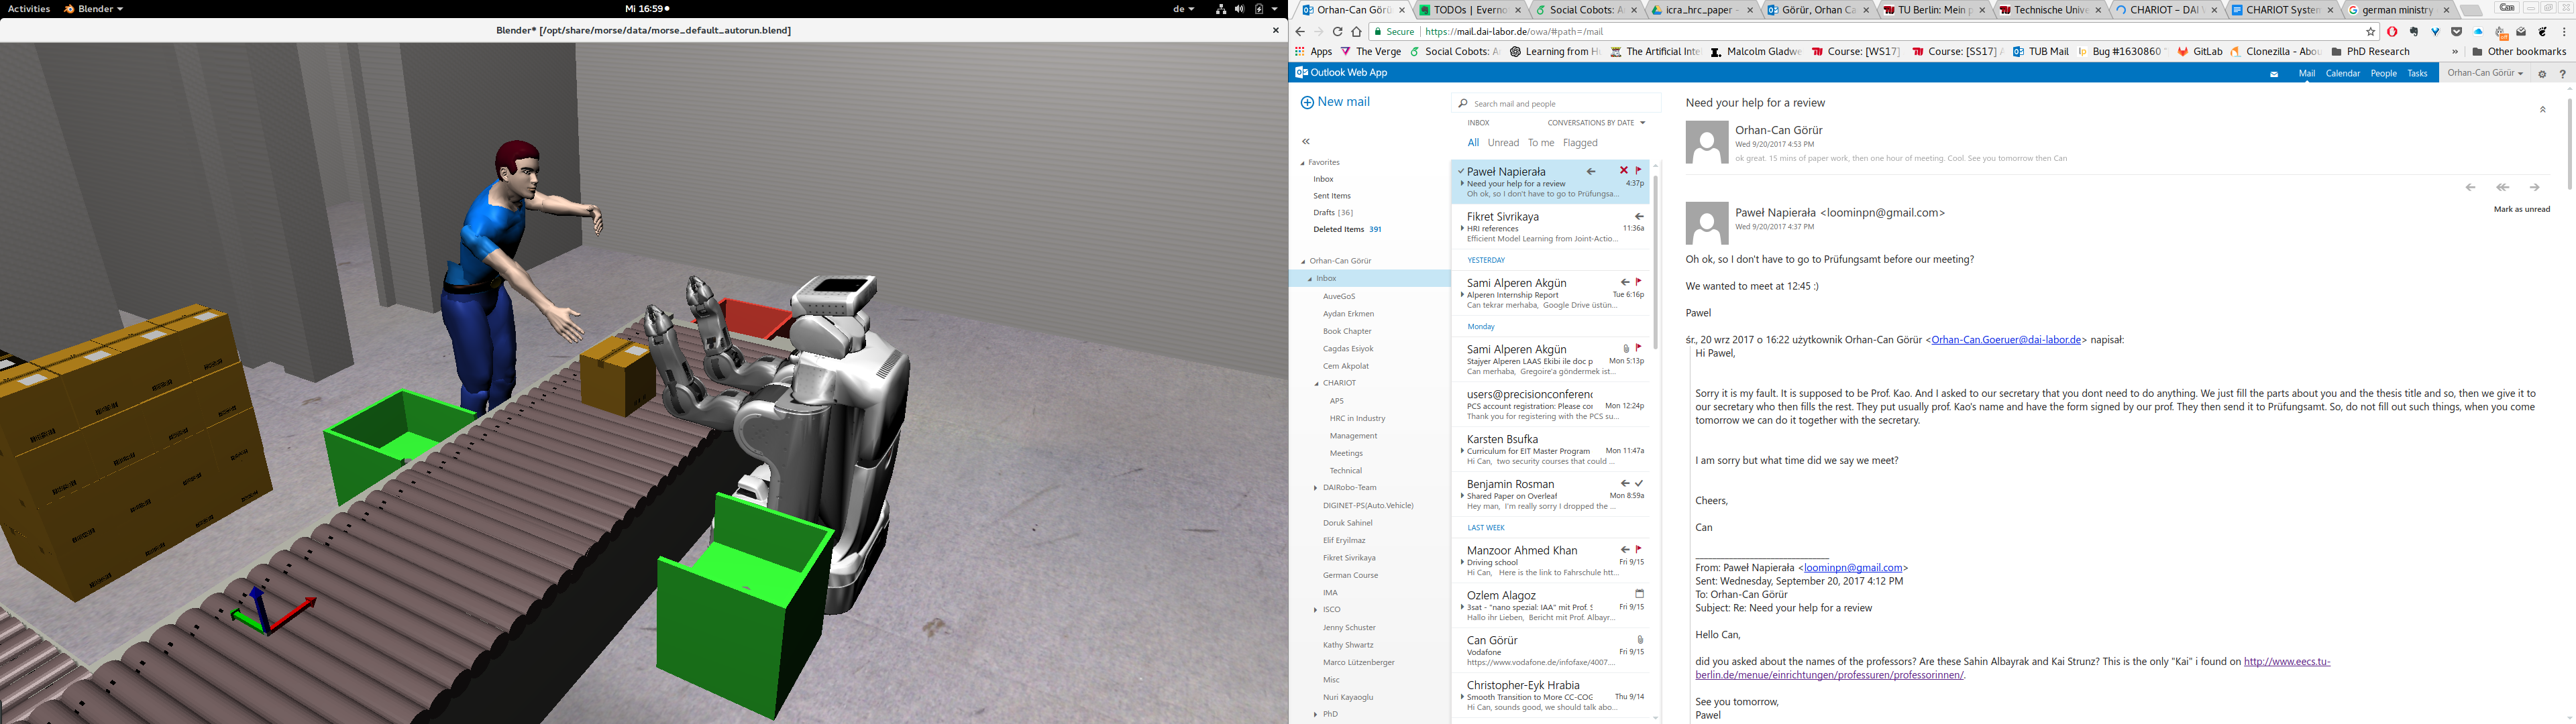 Activities
Blender
Mi 16:59
de
Blender* [/opt/share/morse/data/morse_default_autorun.blend]
Orhan-Can Görü
TODOs | Everno
Social Cobots: A
icra_hrc_paper -
Görür, Orhan Ca
TU Berlin: Mein p
Technische Unive
CHARIOT – DAI
CHARIOT System
german ministry
Can
Secure
https://mail.dai-labor.de/owa/#path=/mail
Apps
The Verge
Social Cobots: A
Learning from H
The Artificial Inte
Malcolm Gladwe
Course: [WS17]
Course: [SS17]
TUB Mail
Bug #1630860
GitLab
Clonezilla - Abou
PhD Research
»
Other bookmarks
Outlook Web App
Mail
Calendar
People
Tasks
Orhan-Can Görür
?
New mail
«
Favorites
Inbox
Sent Items
Drafts [36]
Deleted Items 391
Orhan-Can Görür
Inbox
AuveGoS
Aydan Erkmen
Book Chapter
Cagdas Esiyok
Cem Akpolat
CHARIOT
AP5
HRC in Industry
Management
Meetings
Technical
DAIRobo-Team
DIGINET-PS(Auto.Vehicle)
Doruk Sahinel
Elif Eryilmaz
Fikret Sivrikaya
German Course
IMA
ISCO
Jenny Schuster
Kathy Shwartz
Marco Lützenberger
Misc
Nuri Kayaoglu
PhD
Search mail and people
INBOX
CONVERSATIONS BY DATE
All Unread To me Flagged
Paweł Napierała
Need your help for a review 4:37p
Oh ok, so I don't have to go to Prüfungsa...
Fikret Sivrikaya
HRI references 11:36a
Efficient Model Learning from Joint-Actio...
YESTERDAY
Sami Alperen Akgün
Alperen Internship Report Tue 6:16p
Can tekrar merhaba, Google Drive üstün...
Monday
Sami Alperen Akgün
Stajyer Alperen LAAS Ekibi ile doc p Mon 5:13p
Can merhaba, Gregoire'a göndermek ist...
users@precisionconferenc
PCS account registration: Please cor Mon 12:24p
Thank you for registering with the PCS su...
Karsten Bsufka
Curriculum for EIT Master Program Mon 11:47a
Hi Can, two security courses that could ...
Benjamin Rosman
Shared Paper on Overleaf Mon 8:59a
Hey man, I'm really sorry I dropped the ...
LAST WEEK
Manzoor Ahmed Khan
Driving school Fri 9/15
Hi Can, Here is the link to Fahrschule htt...
Ozlem Alagoz
3sat - "nano spezial: IAA" mit Prof. S Fri 9/15
Hallo ihr Lieben, Bericht mit Prof. Albayr...
Can Görür
Vodafone Fri 9/15
https://www.vodafone.de/infofaxe/4007...
Christopher-Eyk Hrabia
Smooth Transition to More CC-COG Thu 9/14
Hi Can, sounds good, we should talk abo...
Need your help for a review
Orhan-Can Görür
Wed 9/20/2017 4:53 PM
ok great. 15 mins of paper work, then one hour of meeting. Cool. See you tomorrow then Can
Paweł Napierała <loominpn@gmail.com>
Mark as unread
Wed 9/20/2017 4:37 PM
Oh ok, so I don't have to go to Prüfungsamt before our meeting?
We wanted to meet at 12:45 :)
Pawel
śr., 20 wrz 2017 o 16:22 użytkownik Orhan-Can Görür <Orhan-Can.Goeruer@dai-labor.de> napisał:
Hi Pawel,
Sorry it is my fault. It is supposed to be Prof. Kao. And I asked to our secretary that you dont need to do anything. We just fill the parts about you and the thesis title and so, then we give it to
our secretary who then fills the rest. They put usually prof. Kao's name and have the form signed by our prof. They then send it to Prüfungsamt. So, do not fill out such things, when you come
tomorrow we can do it together with the secretary.
I am sorry but what time did we say we meet?
Cheers,
Can
From: Paweł Napierała <loominpn@gmail.com>
Sent: Wednesday, September 20, 2017 4:12 PM
To: Orhan-Can Görür
Subject: Re: Need your help for a review
Hello Can,
did you asked about the names of the professors? Are these Sahin Albayrak and Kai Strunz? This is the only "Kai" i found on http://www.eecs.tu-
berlin.de/menue/einrichtungen/professuren/professorinnen/.
See you tomorrow,
Pawel